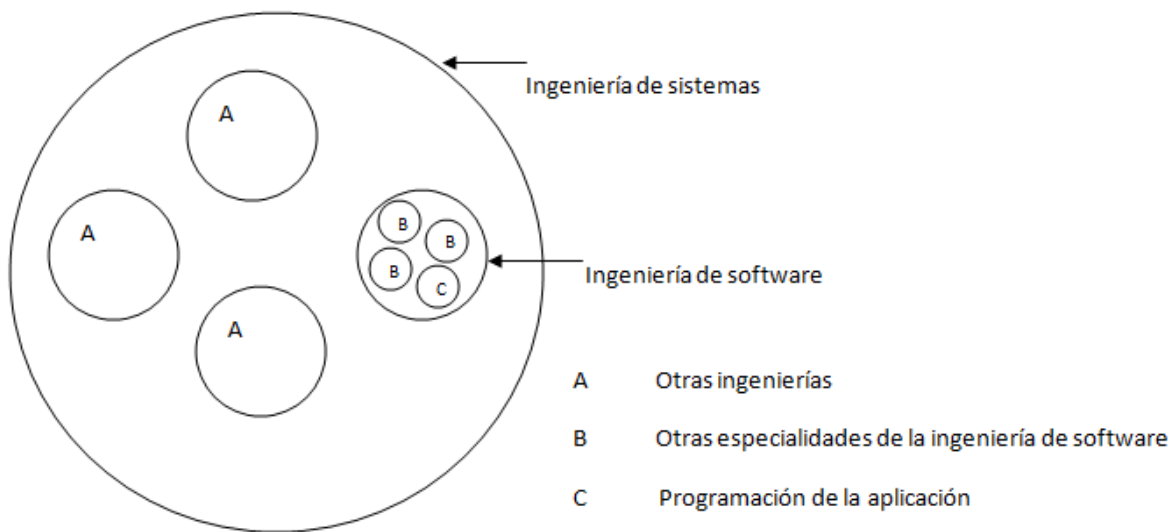 A
Ingeniería de sistemas
A
B
B
B
C
Ingeniería de software
A
A Otras ingenierías
B Otras especialidades de la ingeniería de software
C Programación de la aplicación